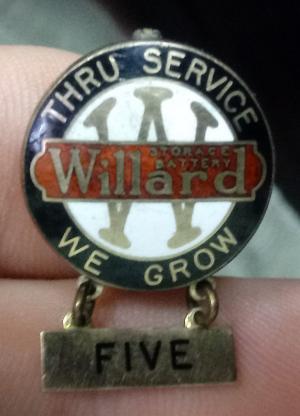 THRU SERVICE
W
STORAGE
BATTERY
Willard
WE GROW
FIVE